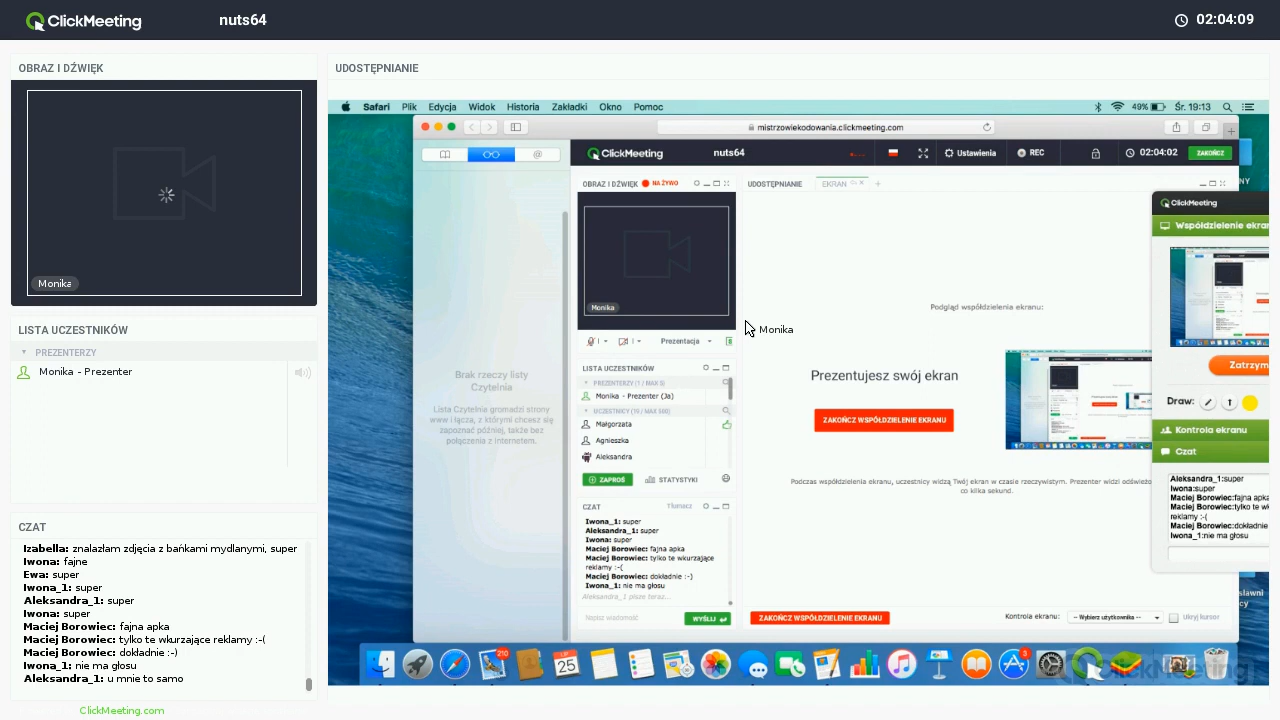 ClickMeeting
nuts64
02:04:09
OBRAZ I DŹWIĘK
Monika
LISTA UCZESTNIKÓW
PREZENTERZY
Monika - Prezenter
CZAT
Izabella: znalazłam zdjęcia z bańkami mydlanymi, super
Iwona: fajne
Ewa: super
Iwona_1: super
Aleksandra_1: super
Iwona: super
Maciej Borowiec: fajna apka
Maciej Borowiec: tylko te wkurzające reklamy :-(
Maciej Borowiec: dokładnie :-)
Iwona_1: nie ma głosu
Aleksandra_1: u mnie to samo
ClickMeeting.com
UDOSTĘPNIANIE
Safari Plik Edycja Widok Historia Zakładki Okno Pomoc
49% Śr. 19:13
mistrzowiekodowania.clickmeeting.com
ClickMeeting
nuts64
Ustawienia
REC
02:04:02
ZAKOŃCZ
Brak rzeczy listy
Czytelnia
Lista Czytelnia gromadzi strony
www i łącza, z którymi chcesz się
zapoznać później, także bez
połączenia z Internetem.
OBRAZ I DŹWIĘK NA ŻYWO
Monika
Prezentacja
LISTA UCZESTNIKÓW
PREZENTERZY (1 / MAX 3)
Monika - Prezenter (Ja)
Małgorzata
Agnieszka
Aleksandra
ZAPROŚ
STATYSTYKI
CZAT
Tłumacz
Iwona_1: super
Aleksandra_1: super
Iwona: super
Maciej Borowiec: fajna apka
Maciej Borowiec: tylko te wkurzające
reklamy :-(
Maciej Borowiec: dokładnie :-)
Iwona_1: nie ma głosu
Aleksandra_1 pisze teraz...
Napisz wiadomość
WYŚLIJ
UDOSTĘPNIANIE
EKRAN
Monika
Podgląd współdzielenia ekranu:
Prezentujesz swój ekran
ZAKOŃCZ WSPÓŁDZIELENIE EKRANU
Podczas współdzielenia ekranu, uczestnicy widzą Twój ekran w czasie rzeczywistym. Prezenter widzi odśwież
co kilka sekund.
ZAKOŃCZ WSPÓŁDZIELENIE EKRANU
Kontrola ekranu:
-- Wybierz użytkownika --
Ukryj kursor
ClickMeeting
Współdzielenie ekran
Zatrzym
Draw:
Kontrola ekranu
Czat
Aleksandra_1:super
Iwona:super
Maciej Borowiec:fajna apk
Maciej Borowiec:tylko te w
reklamy :-(
Maciej Borowiec:dokładnie
Iwona_1:nie ma głosu
210
25
3
ClickMeeting